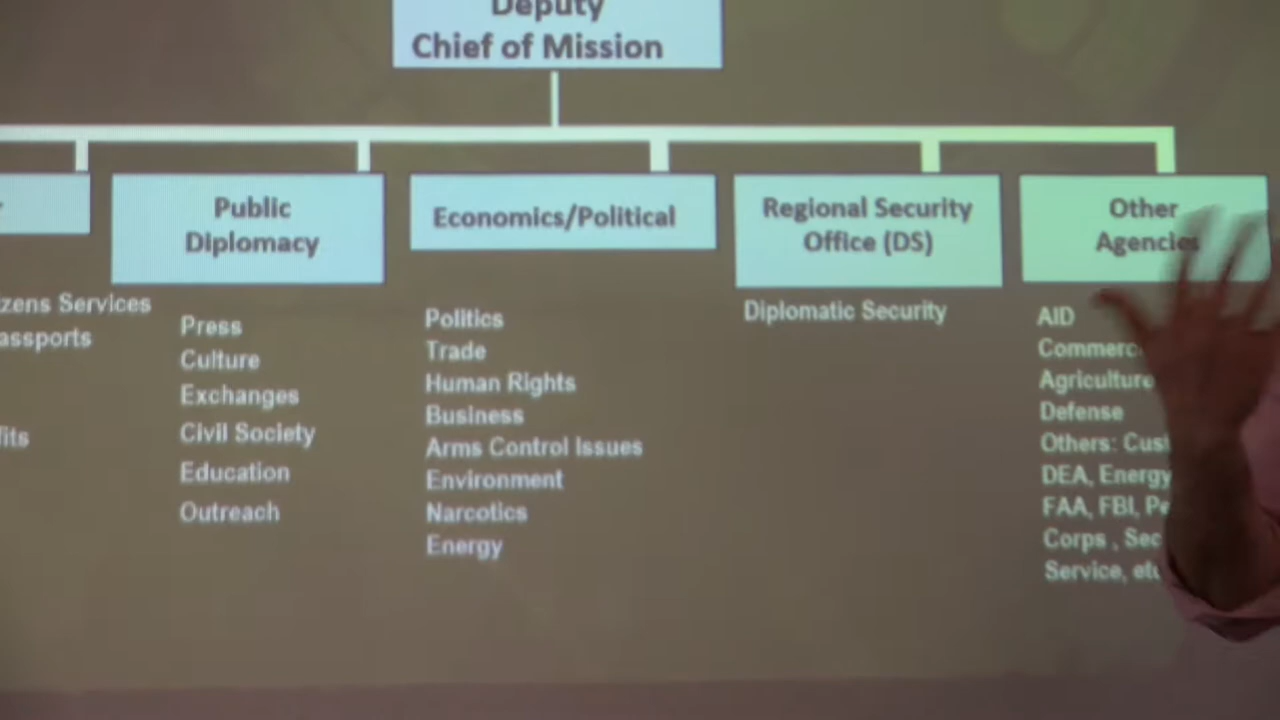 Deputy
Chief of Mission
Public
Diplomacy
Economics/Political
Regional Security
Office (DS)
Other
zens Services
assports
fits
Press
Culture
Exchanges
Civil Society
Education
Outreach
Politics
Trade
Human Rights
Business
Arms Control Issues
Environment
Narcotics
Energy
Diplomatic Security
AID
Agriculture
Defense
Others:
DEA, Energy
FAA, FBI,
Corps ,
Service,